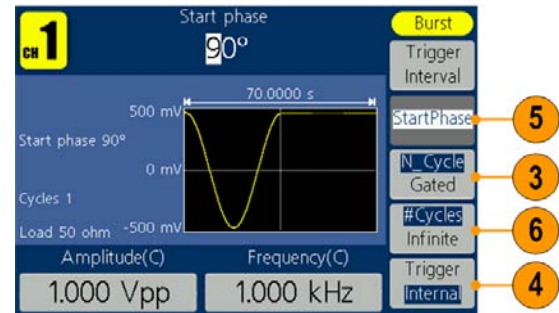 CH 1
Start phase
90°
Burst
Trigger
Interval
StartPhase
5
N_Cycle
Gated
3
#Cycles
Infinite
6
Trigger
Internal
4
70.0000 s
500 mV
Start phase 90°
0 mV
Cycles 1
Load 50 ohm
-500 mV
Amplitude(C)
1.000 Vpp
Frequency(C)
1.000 kHz